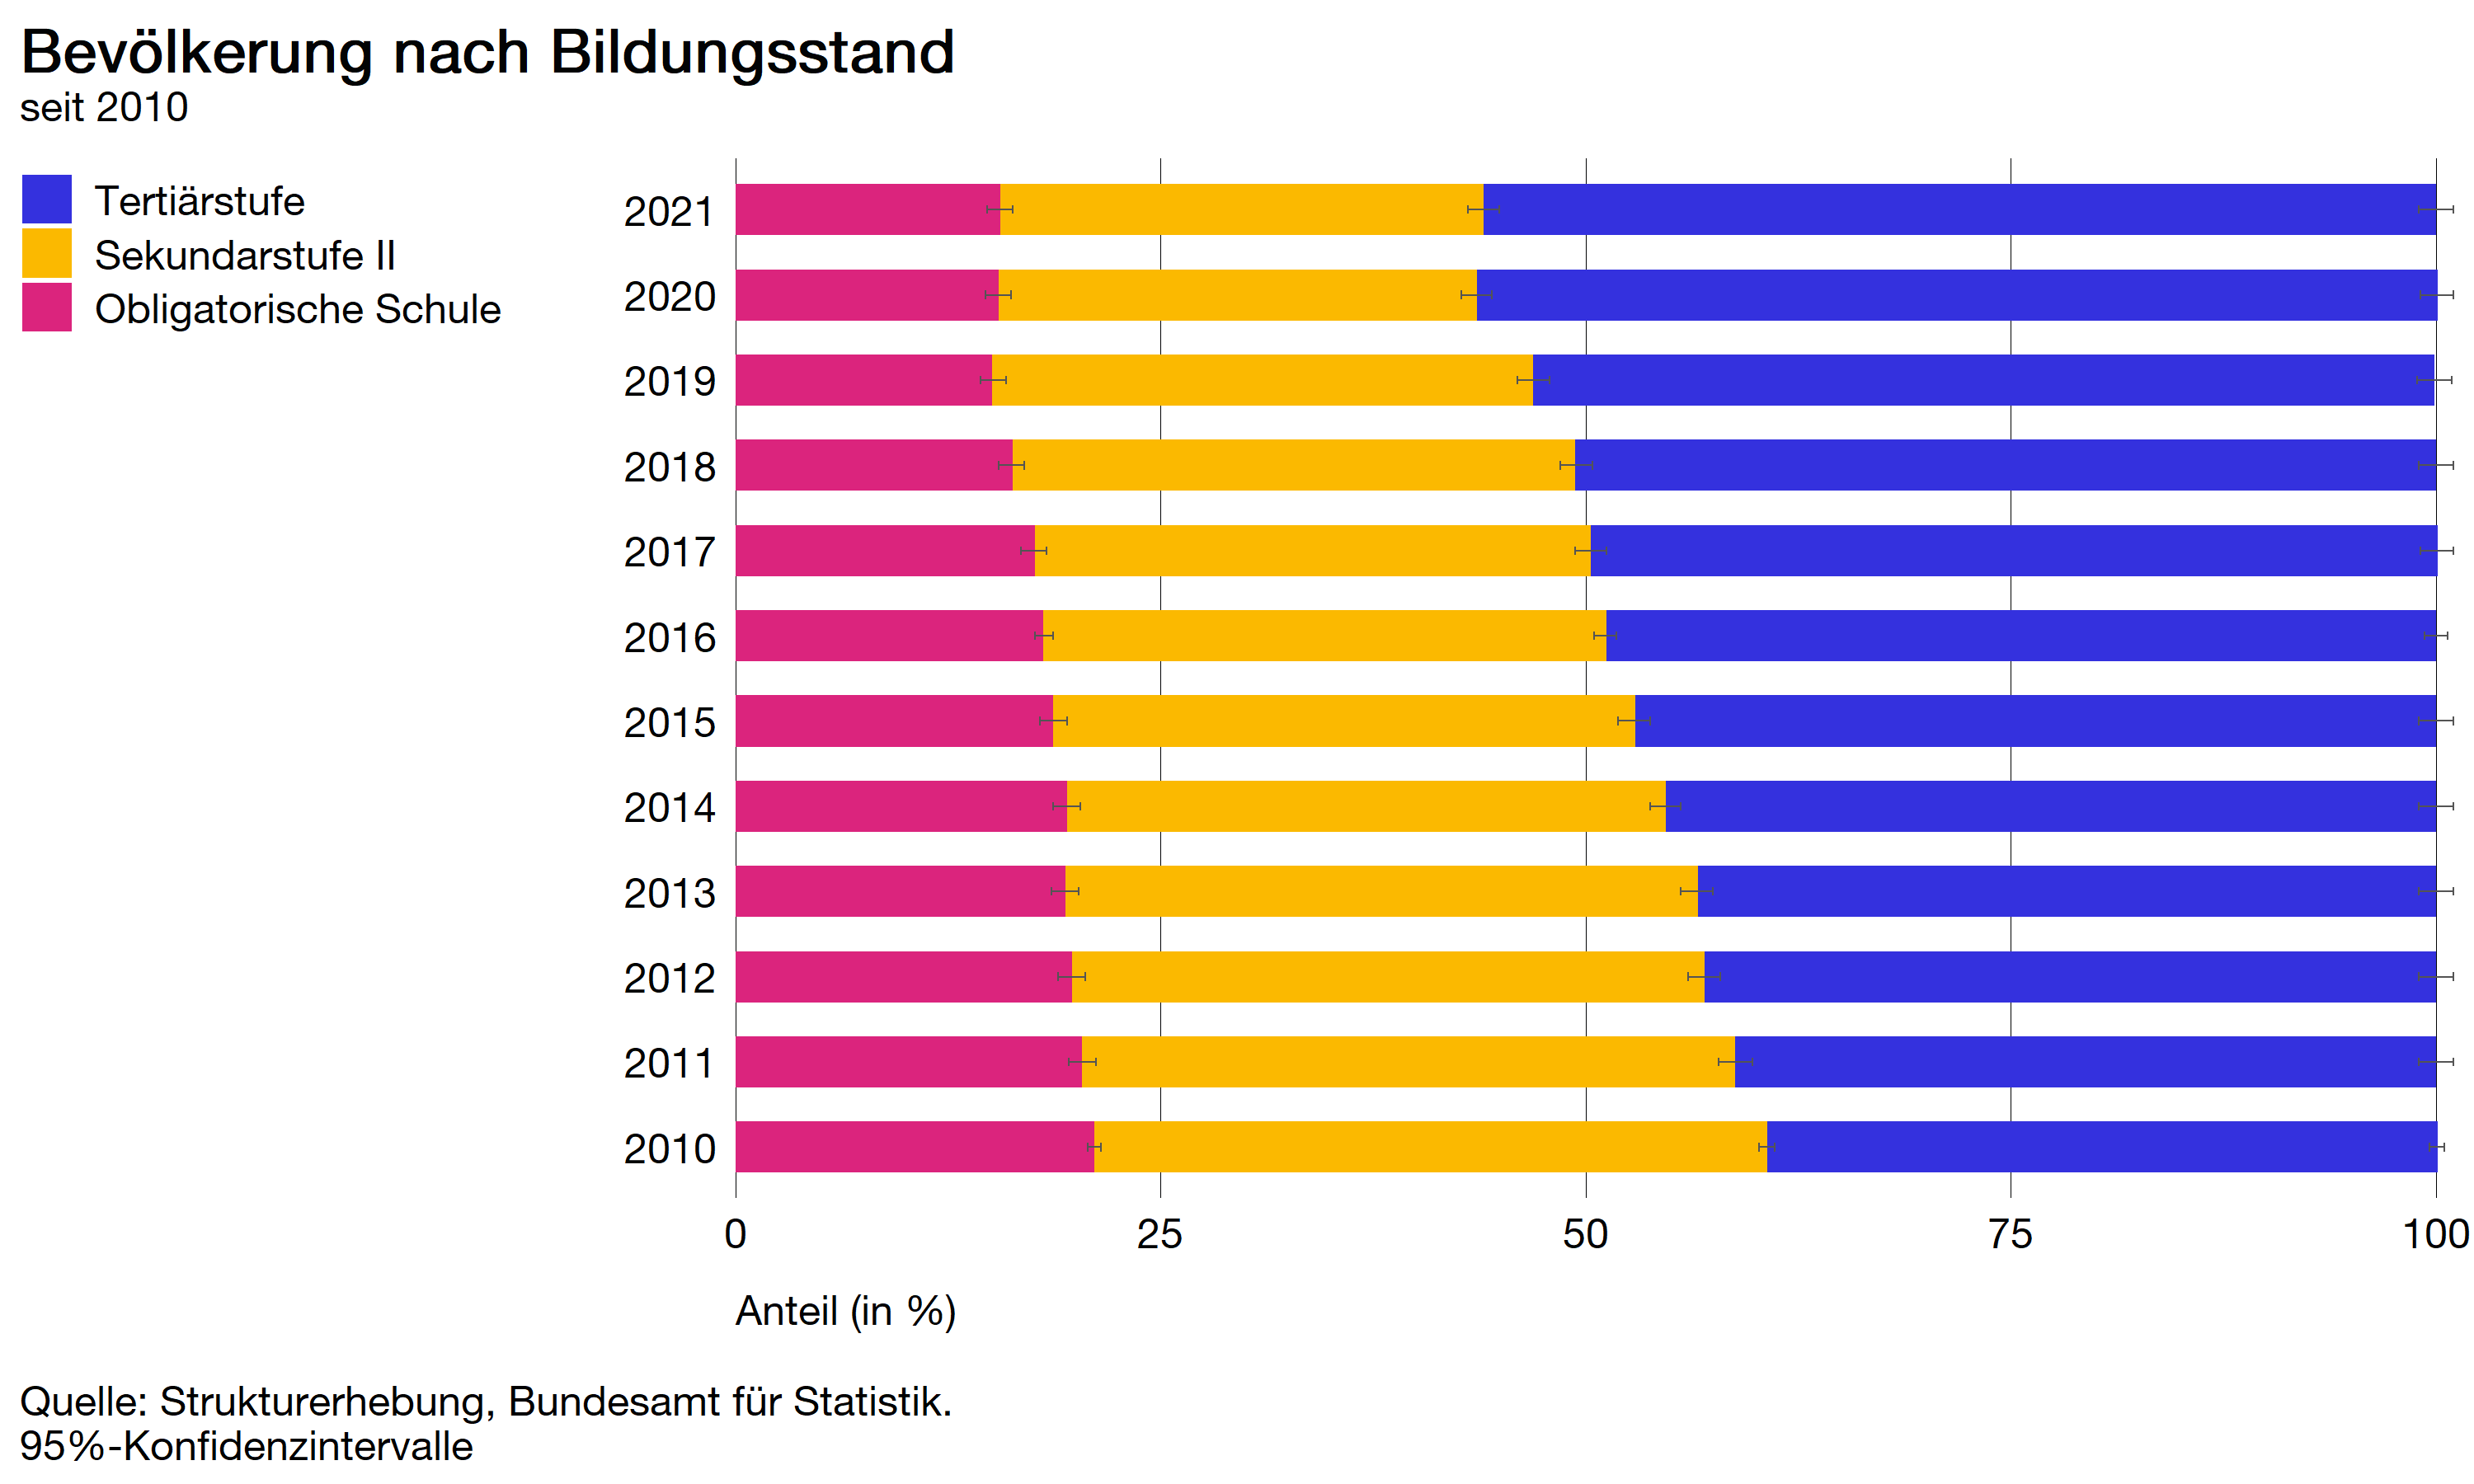 Bevölkerung nach Bildungsstand
seit 2010
Tertiärstufe
Sekundarstufe II
Obligatorische Schule
2021
2020
2019
2018
2017
2016
2015
2014
2013
2012
2011
2010
0 25 50 75 100
Anteil (in %)
Quelle: Strukturerhebung, Bundesamt für Statistik.
95%-Konfidenzintervalle